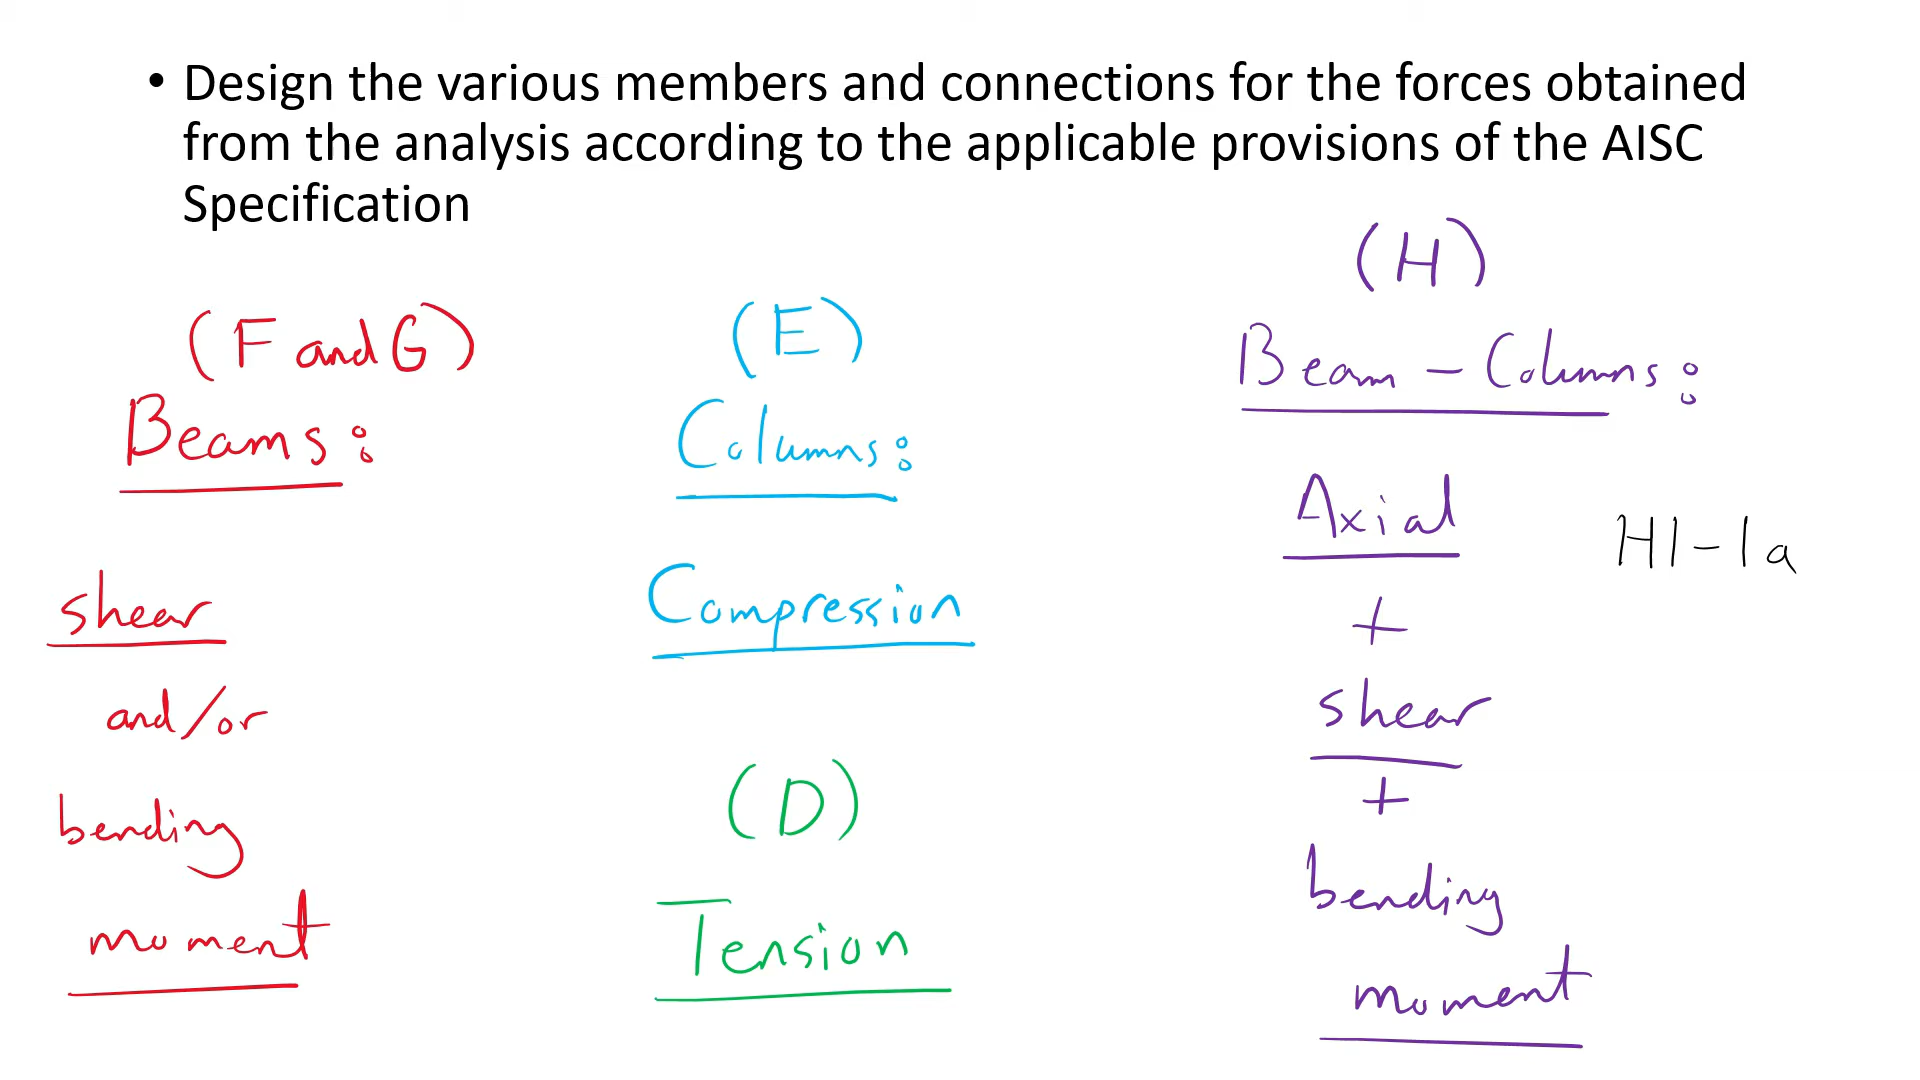 • Design the various members and connections for the forces obtained
from the analysis according to the applicable provisions of the AISC
Specification
(F and G)
Beams:
shear
and/or
bending
moment
(E)
Columns:
Compression
(D)
Tension
(H)
Beam - Columns:
Axial
+
shear
+
bending
moment
H1-1a